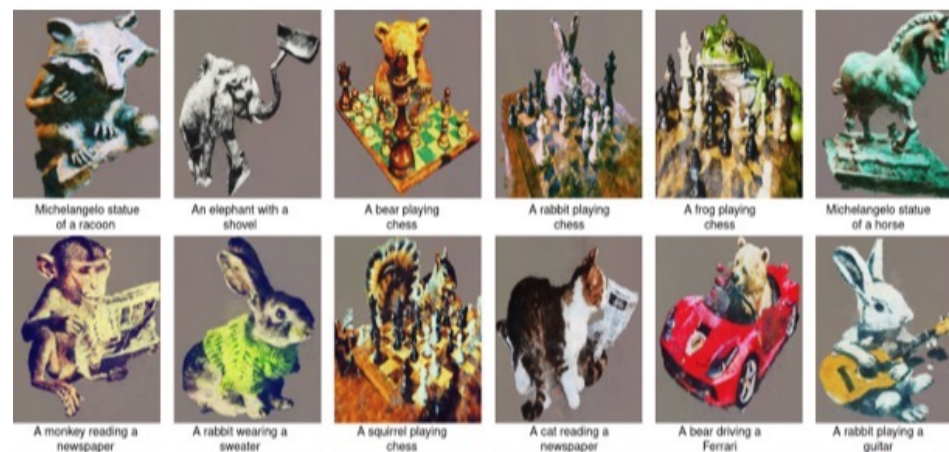 Michelangelo statue
of a racoon
An elephant with a
shovel
A bear playing
chess
A rabbit playing
chess
A frog playing
chess
Michelangelo statue
of a horse
A monkey reading a
newspaper
A rabbit wearing a
sweater
A squirrel playing
chess
A cat reading a
newspaper
A bear driving a
Ferrari
A rabbit playing a
guitar